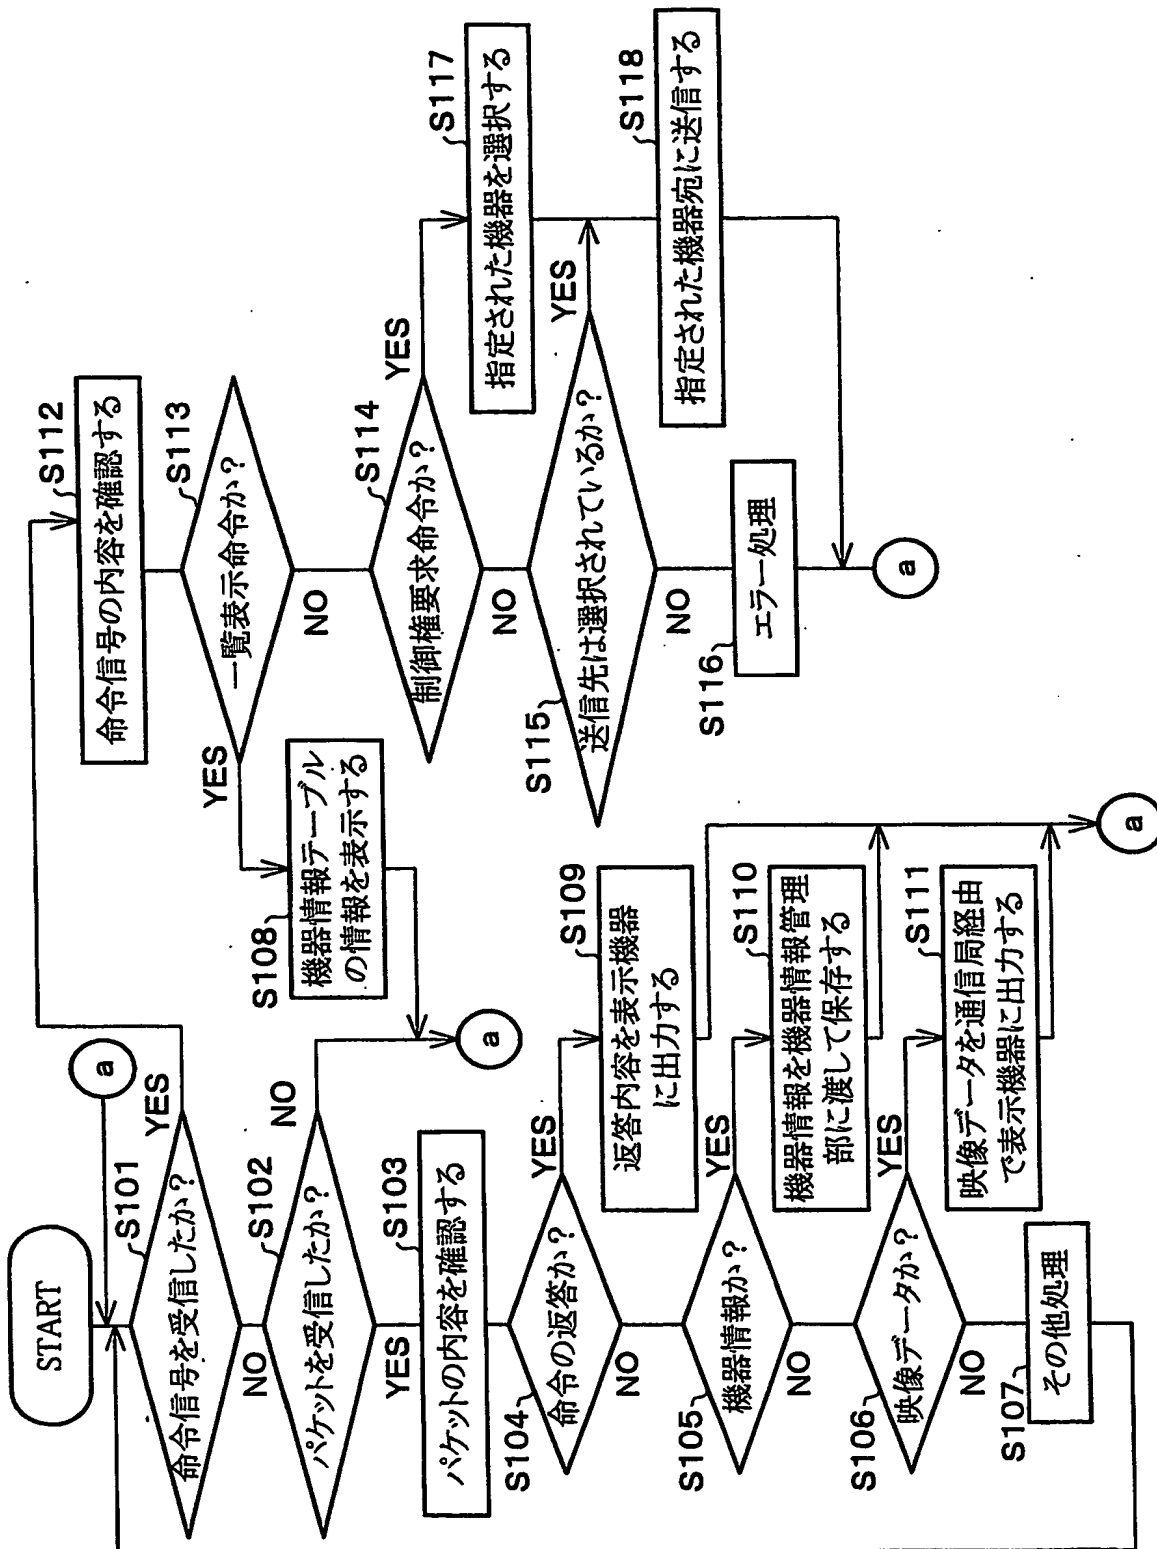 START
a
S101
命令信号を受信したか？
YES
NO
S102
パケットを受信したか？
NO
YES
a
S103
パケットの内容を確認する
S104
命令の返答か？
YES
NO
S109
返答内容を表示機器
に出力する
S105
機器情報か？
YES
NO
S110
機器情報を機器情報管理
部に渡して保存する
S106
映像データか？
YES
NO
S111
映像データを通信局経由
で表示機器に出力する
S107
その他処理
a
S112
命令信号の内容を確認する
S113
一覧表示命令か？
YES
NO
S108
機器情報テーブル
の情報を表示する
S114
制御権要求命令か？
YES
NO
S117
指定された機器を選択する
S115
送信先は選択されているか？
YES
NO
S118
指定された機器宛に送信する
S116
エラー処理
a